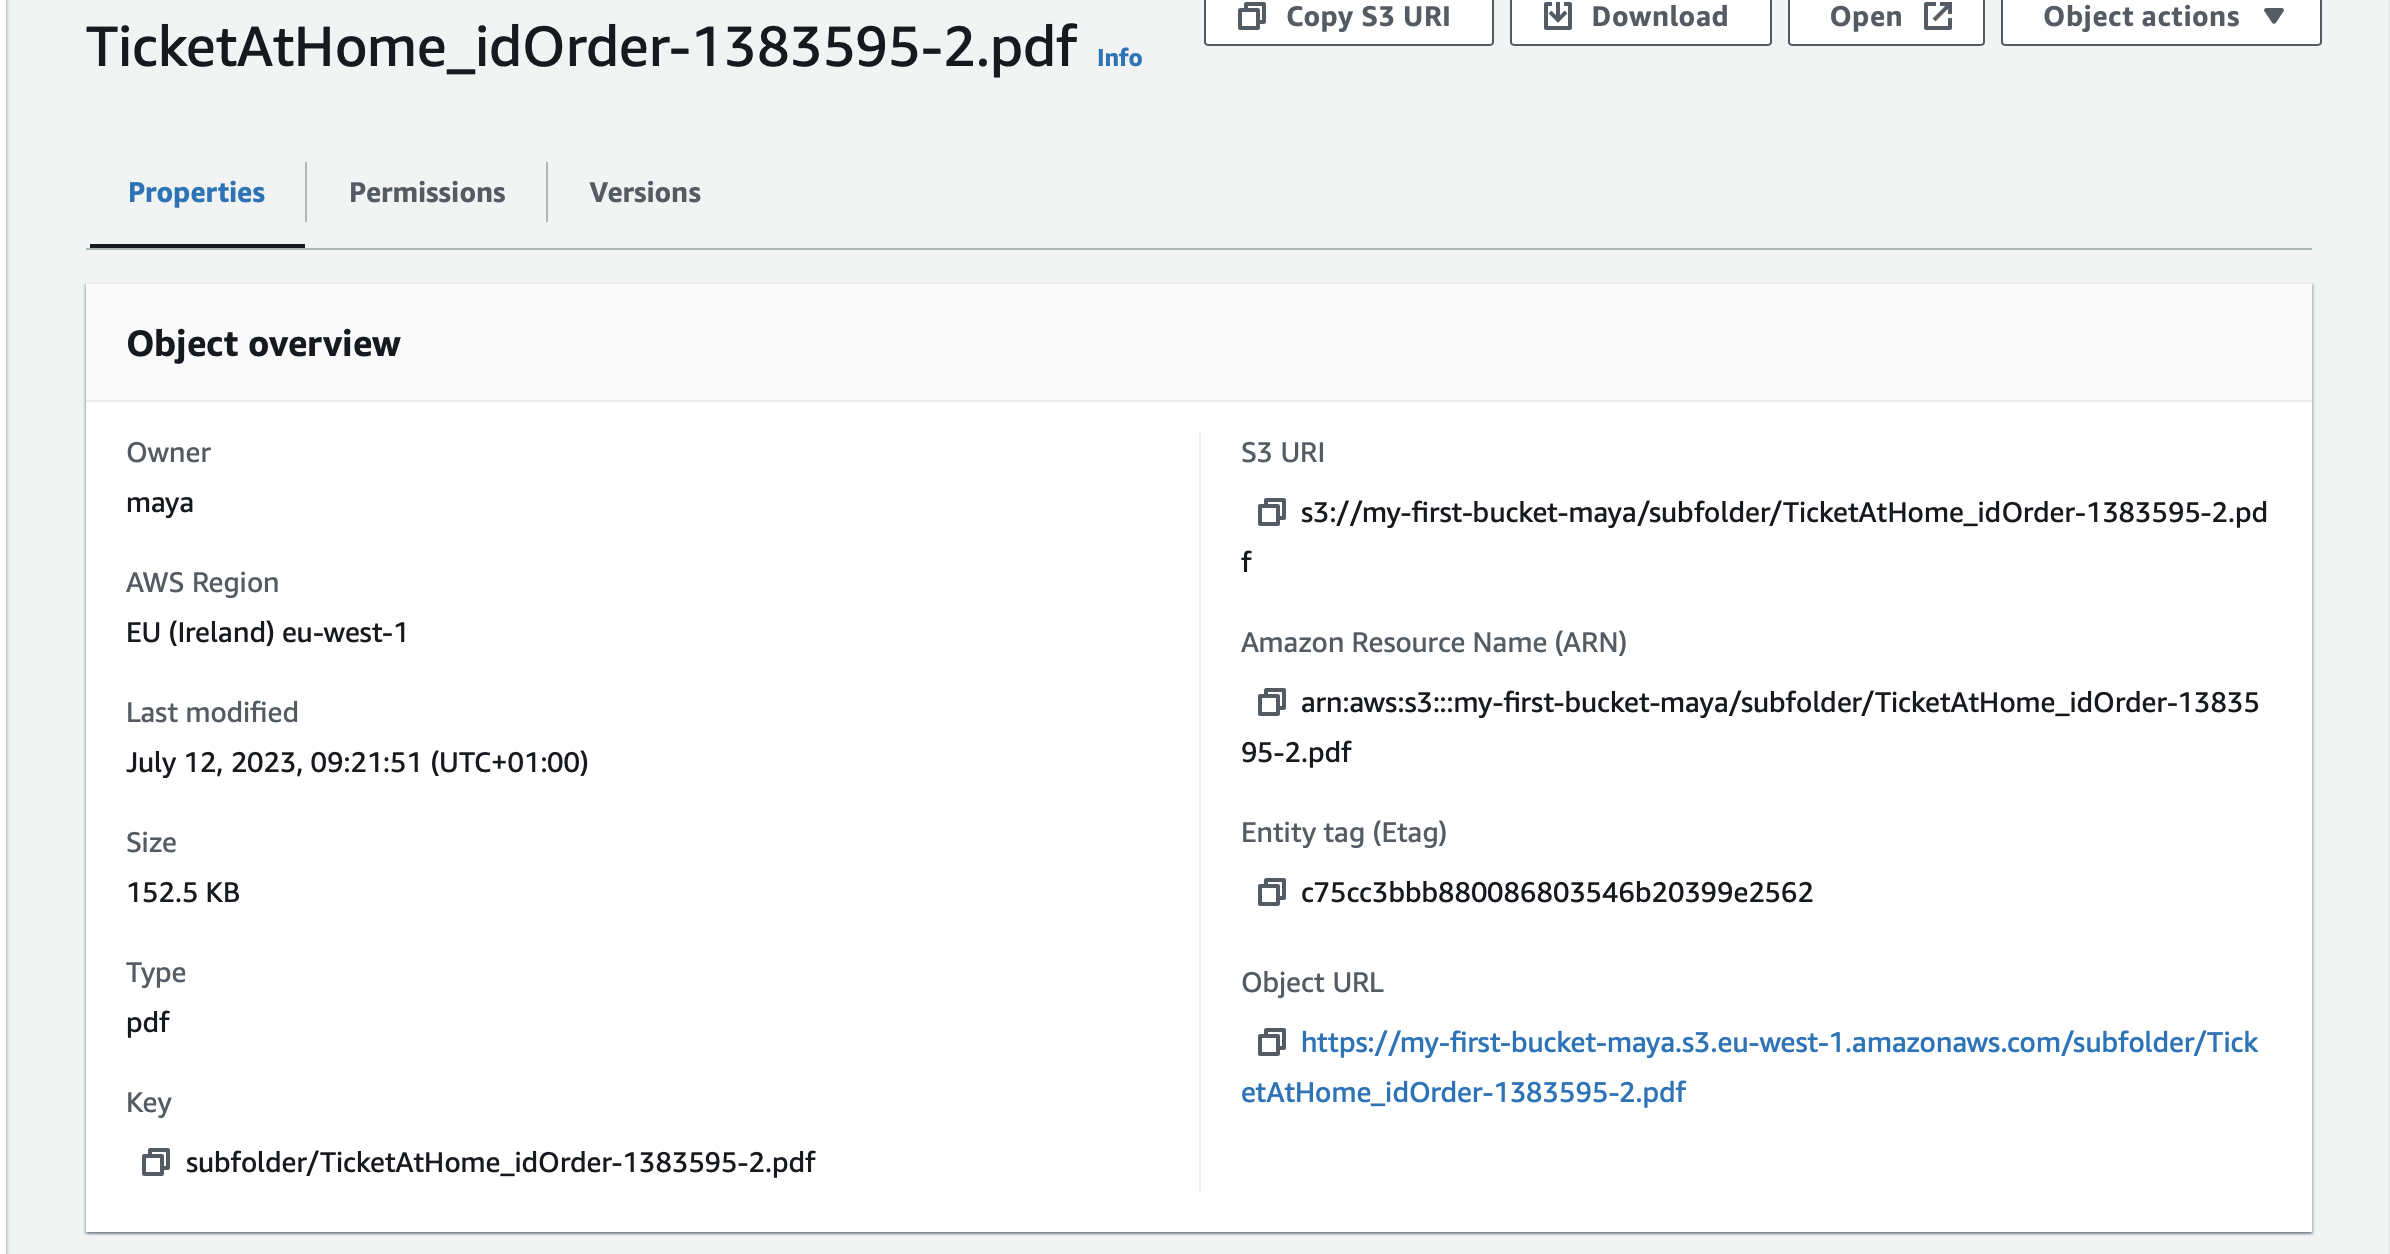 TicketAtHome_idOrder-1383595-2.pdf Info
Copy S3 URI
Download
Open
Object actions
Properties
Permissions
Versions
Object overview
Owner
maya
AWS Region
EU (Ireland) eu-west-1
Last modified
July 12, 2023, 09:21:51 (UTC+01:00)
Size
152.5 KB
Type
pdf
Key
subfolder/TicketAtHome_idOrder-1383595-2.pdf
S3 URI
s3://my-first-bucket-maya/subfolder/TicketAtHome_idOrder-1383595-2.pd
f
Amazon Resource Name (ARN)
arn:aws:s3:::my-first-bucket-maya/subfolder/TicketAtHome_idOrder-13835
95-2.pdf
Entity tag (Etag)
c75cc3bbb880086803546b20399e2562
Object URL
https://my-first-bucket-maya.s3.eu-west-1.amazonaws.com/subfolder/Tick
etAtHome_idOrder-1383595-2.pdf